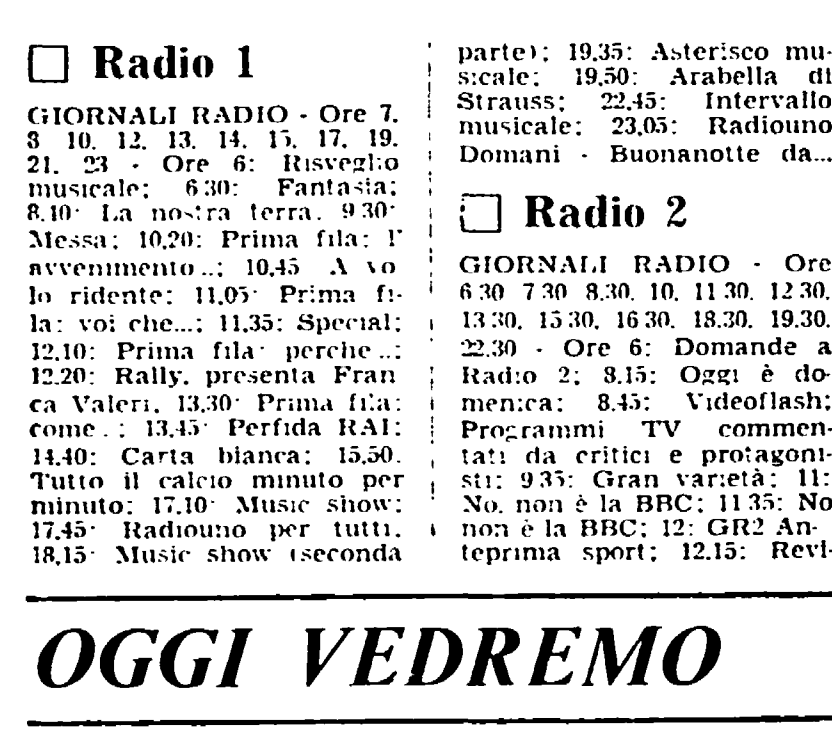 □ Radio 1
GIORNALI RADIO - Ore 7,
8 10, 12, 13, 14, 15, 17, 19,
21, 23 - Ore 6: Risveglio
musicale; 6.30: Fantasia;
8.10: La nostra terra. 9.30:
Messa; 10,20: Prima fila: l'
avvenimento..; 10,45 A vo
lo ridente; 11,05: Prima fi-
la: voi che...; 11,35: Special;
12,10: Prima fila: perche..:
12.20: Rally, presenta Fran
ca Valeri, 13,30: Prima fila:
come..; 13,45: Perfida RAI;
14.40: Carta bianca; 15,50.
Tutto il calcio minuto per
minuto; 17.10: Music show;
17.45: Radiouno per tutti.
18,15: Music show (seconda
parte); 19,35: Asterisco mu-
sicale; 19,50: Arabella di
Strauss; 22,45: Intervallo
musicale; 23,05: Radiouno
Domani - Buonanotte da...
□ Radio 2
GIORNALI RADIO - Ore
6 30 7 30 8.30, 10, 11 30, 12 30,
13 30, 15 30, 16 30, 18.30, 19.30,
22.30 - Ore 6: Domande a
Radio 2; 8.15: Oggi è do-
menica; 8.45: Videoflash;
Programmi TV commen-
tati da critici e protagoni-
sti; 9 35: Gran varietà; 11:
No, non è la BBC; 11 35: No
non è la BBC; 12: GR2 An-
teprima sport; 12.15: Revi-
OGGI VEDREMO